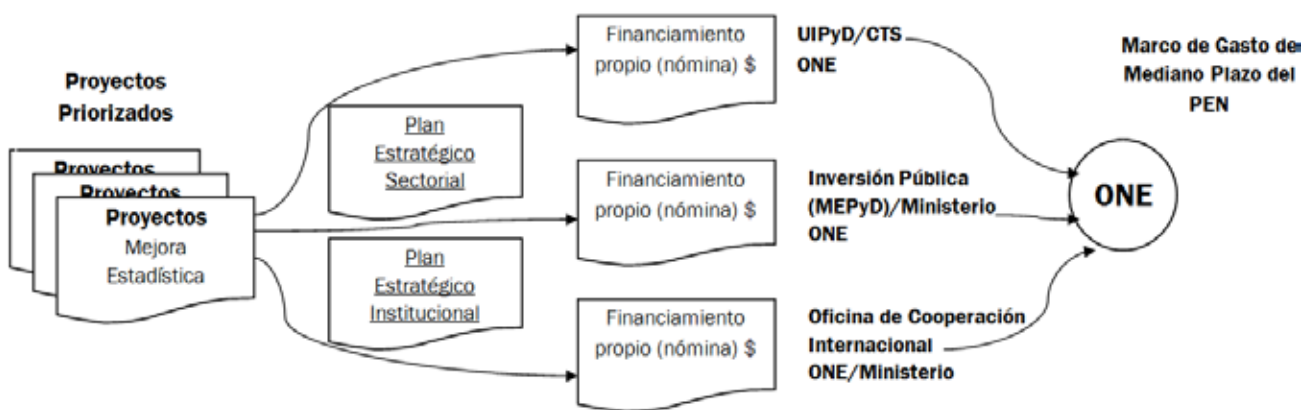 Proyectos
Priorizados
Proyectos
Proyectos
Proyectos
Mejora
Estadística
Plan
Estratégico
Sectorial
Plan
Estratégico
Institucional
Financiamiento
propio (nómina) $
Financiamiento
propio (nómina) $
Financiamiento
propio (nómina) $
UIPyD/CTS
ONE
Inversión Pública
(MEPyD)/Ministerio
ONE
Oficina de Cooperación
Internacional
ONE/Ministerio
Marco de Gasto de
Mediano Plazo del
PEN
ONE